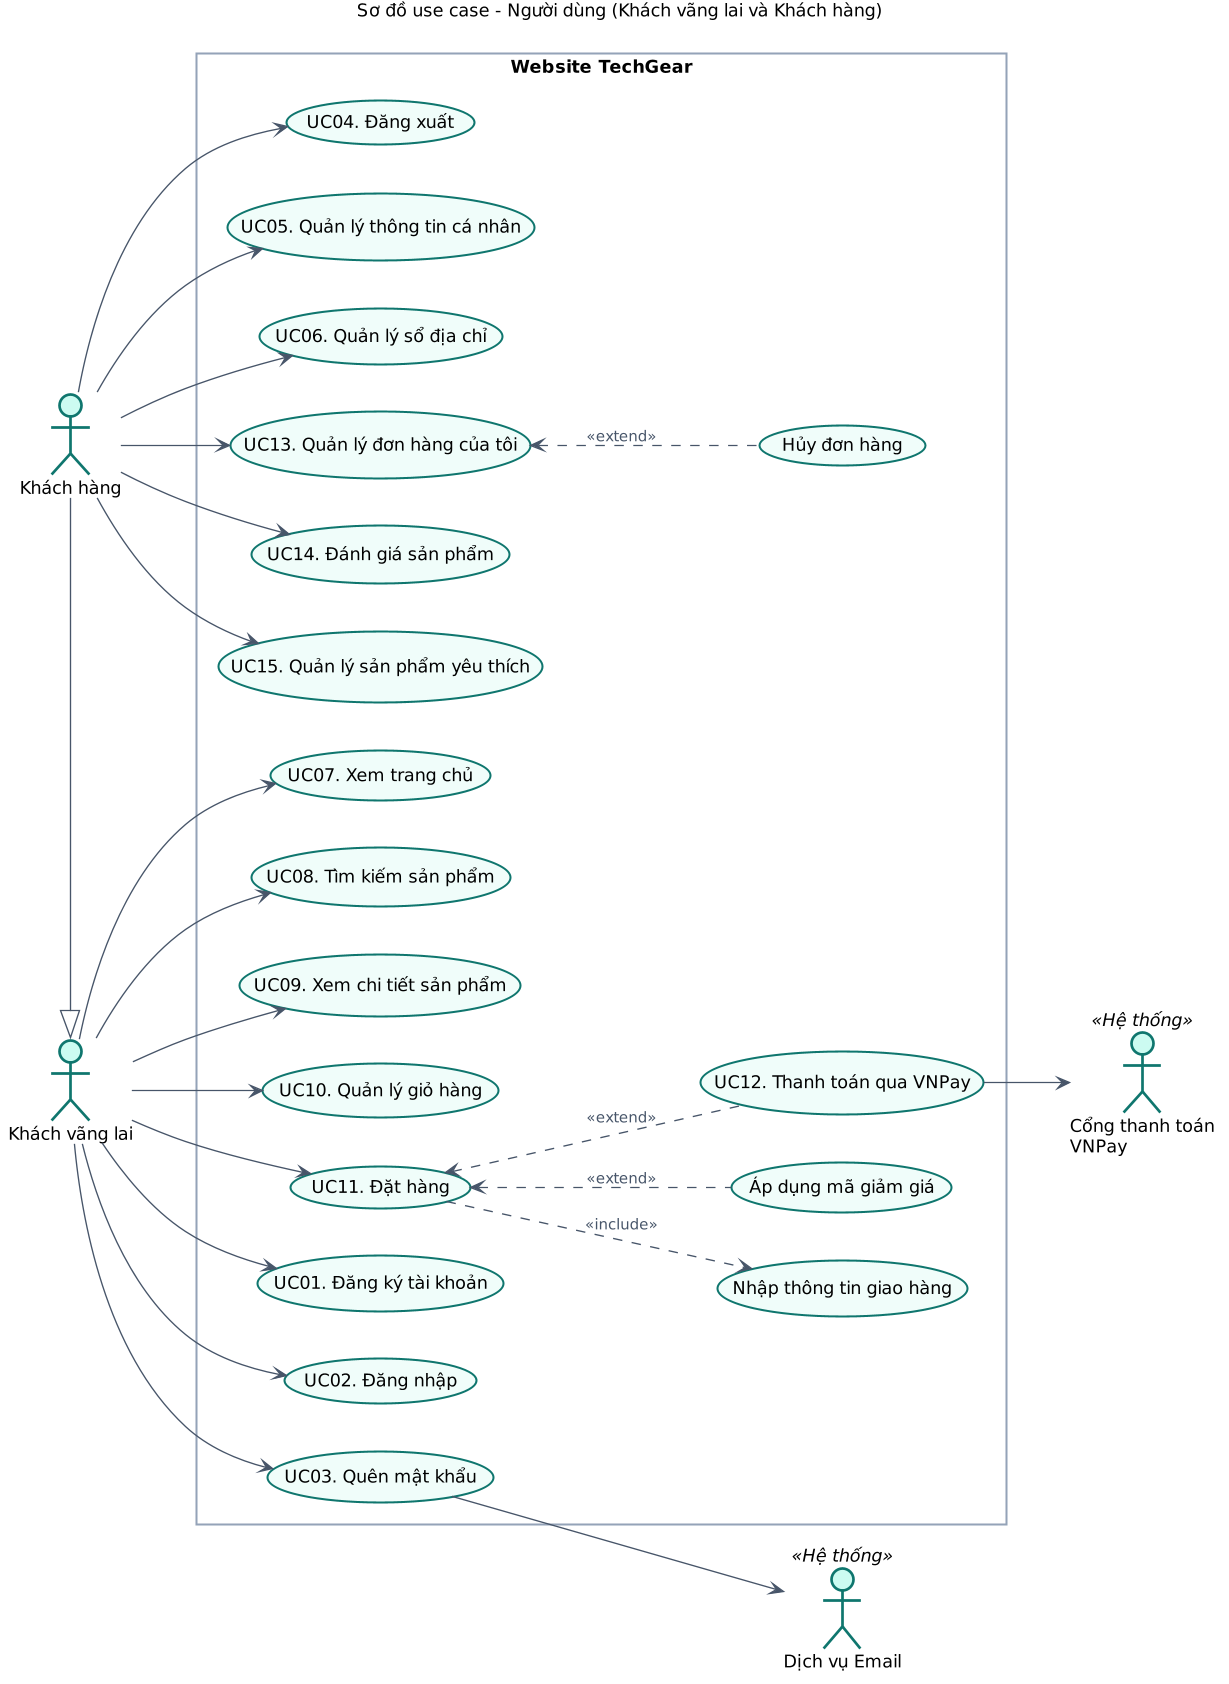 Sơ đồ use case - Người dùng (Khách vãng lai và Khách hàng)
Website TechGear
UC04. Đăng xuất
UC05. Quản lý thông tin cá nhân
UC06. Quản lý sổ địa chỉ
Khách hàng
UC13. Quản lý đơn hàng của tôi
«extend»
Hủy đơn hàng
UC14. Đánh giá sản phẩm
UC15. Quản lý sản phẩm yêu thích
UC07. Xem trang chủ
UC08. Tìm kiếm sản phẩm
UC09. Xem chi tiết sản phẩm
Khách vãng lai
UC10. Quản lý giỏ hàng
UC12. Thanh toán qua VNPay
«Hệ thống»
Cổng thanh toán
VNPay
«extend»
UC11. Đặt hàng
«extend»
Áp dụng mã giảm giá
«include»
Nhập thông tin giao hàng
UC01. Đăng ký tài khoản
UC02. Đăng nhập
UC03. Quên mật khẩu
«Hệ thống»
Dịch vụ Email